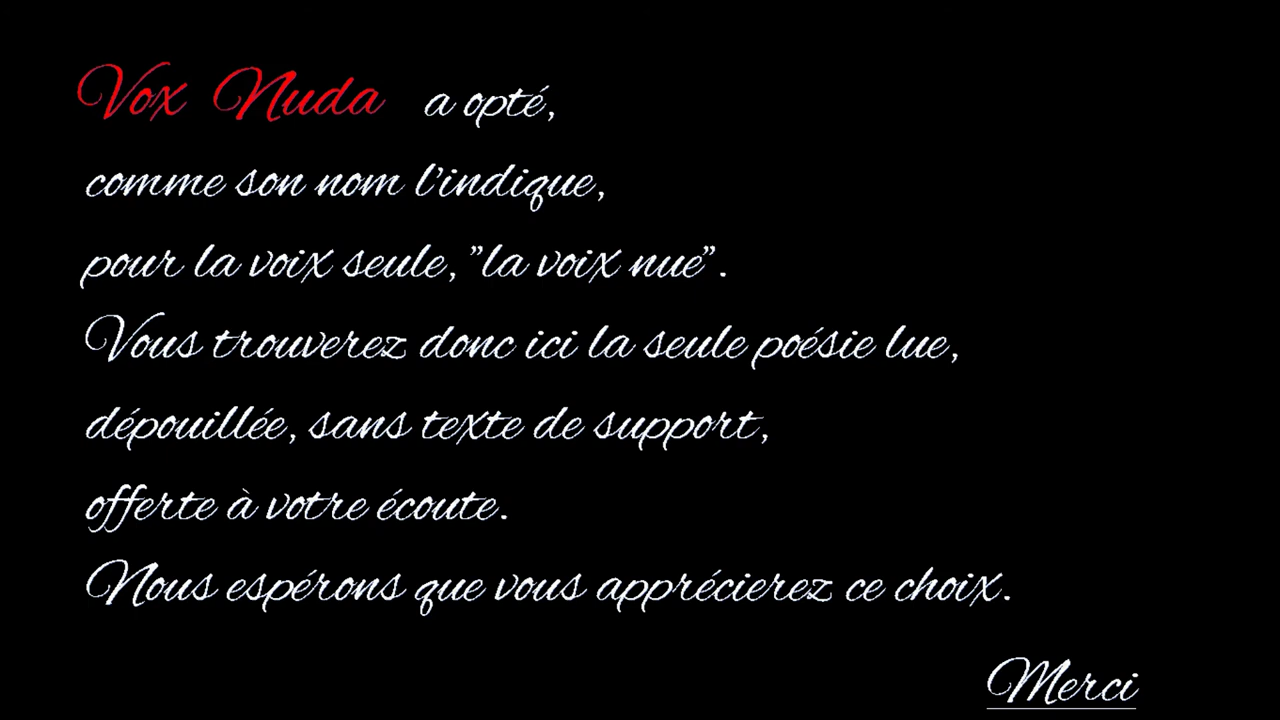 Vox Nuda a opté,
comme son nom l'indique,
pour la voix seule, "la voix nue".
Vous trouverez donc ici la seule poésie lue,
dépouillée, sans texte de support,
offerte à votre écoute.
Nous espérons que vous apprécierez ce choix.
Merci